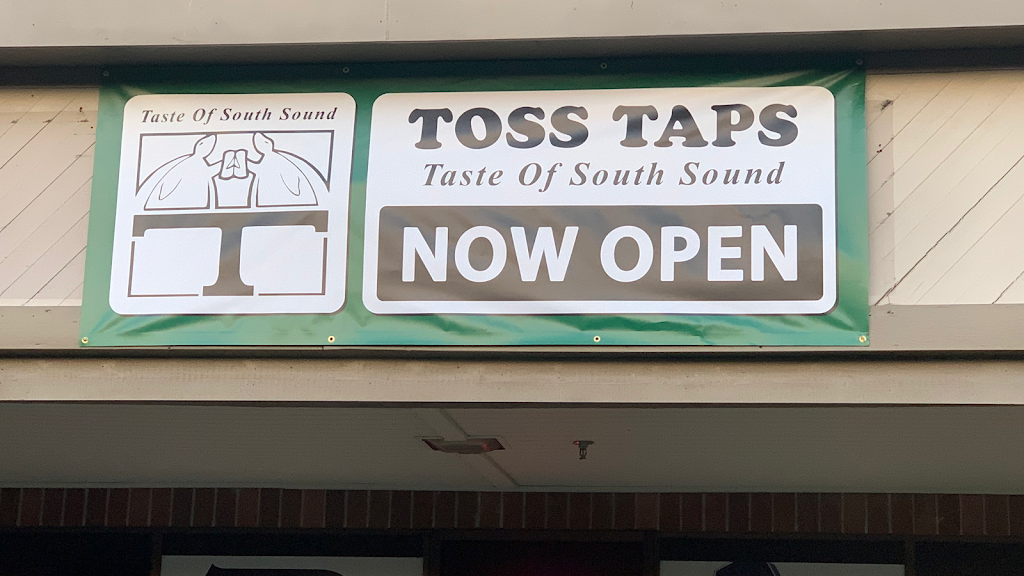 Taste Of South Sound
TOSS TAPS
Taste Of South Sound
NOW OPEN